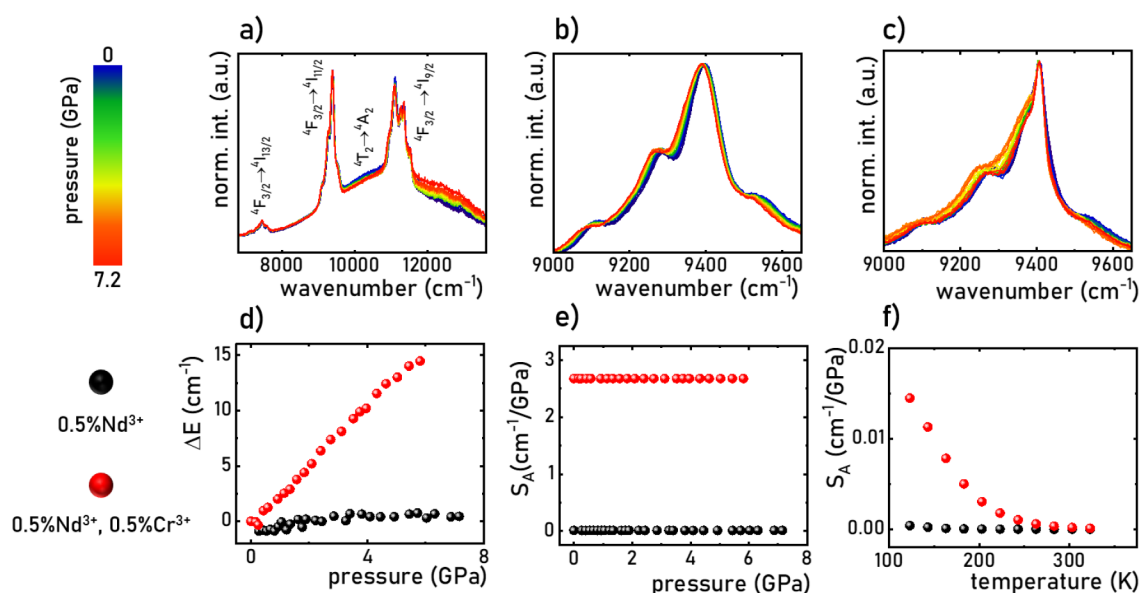 0
pressure (GPa)
7.2
a)
norm. int. (a.u.)
⁴F₃/₂→⁴I₁₃/₂
⁴F₃/₂→⁴I₁₁/₂
⁴T₂→⁴A₂
⁴F₃/₂→⁴I₉/₂
8000 10000 12000
wavenumber (cm⁻¹)
b)
norm. int. (a.u.)
9000 9200 9400 9600
wavenumber (cm⁻¹)
c)
norm. int. (a.u.)
9000 9200 9400 9600
wavenumber (cm⁻¹)
0.5%Nd³⁺
0.5%Nd³⁺, 0.5%Cr³⁺
d)
ΔE (cm⁻¹)
15
10
5
0
0 4 8
pressure (GPa)
e)
S_A(cm⁻¹/GPa)
3
2
1
0
0 2 4 6 8
pressure (GPa)
f)
S_A (cm⁻¹/GPa)
0.02
0.01
0.00
100 200 300 400
temperature (K)